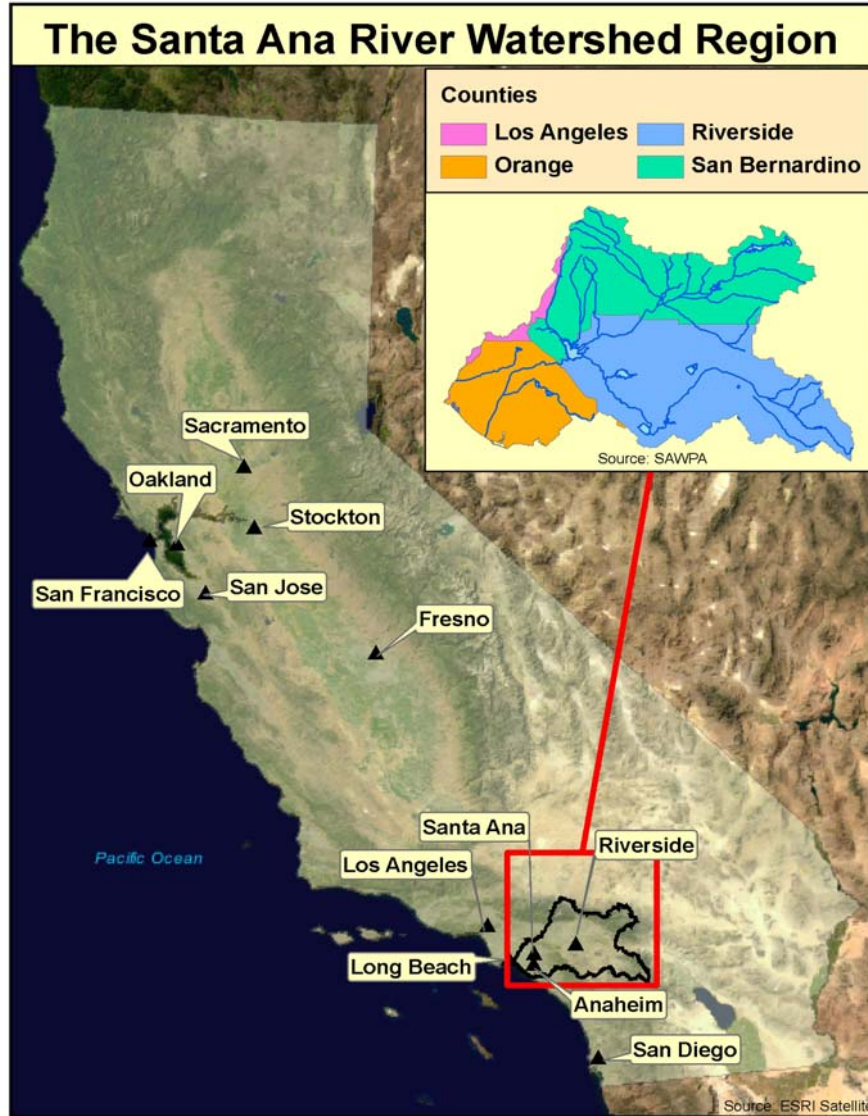 The Santa Ana River Watershed Region
Counties
Los Angeles
Riverside
Orange
San Bernardino
Source: SAWPA
Sacramento
Oakland
Stockton
San Francisco
San Jose
Fresno
Santa Ana
Riverside
Los Angeles
Pacific Ocean
Long Beach
Anaheim
San Diego
Source: ESRI Satellit